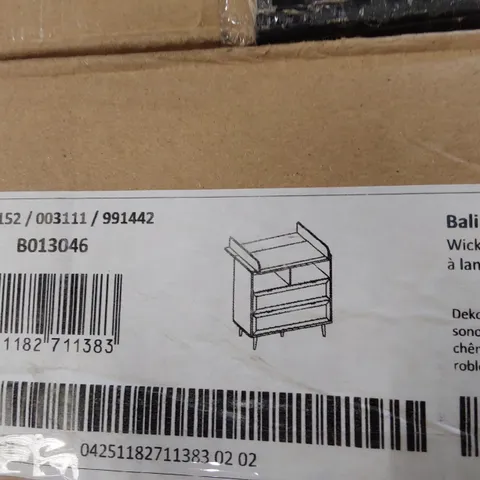 152 / 003111 / 991442
B013046
1182 711383
04251182711383 02 02
Bali
Wick
à lan
Deko
sono
chên
roble